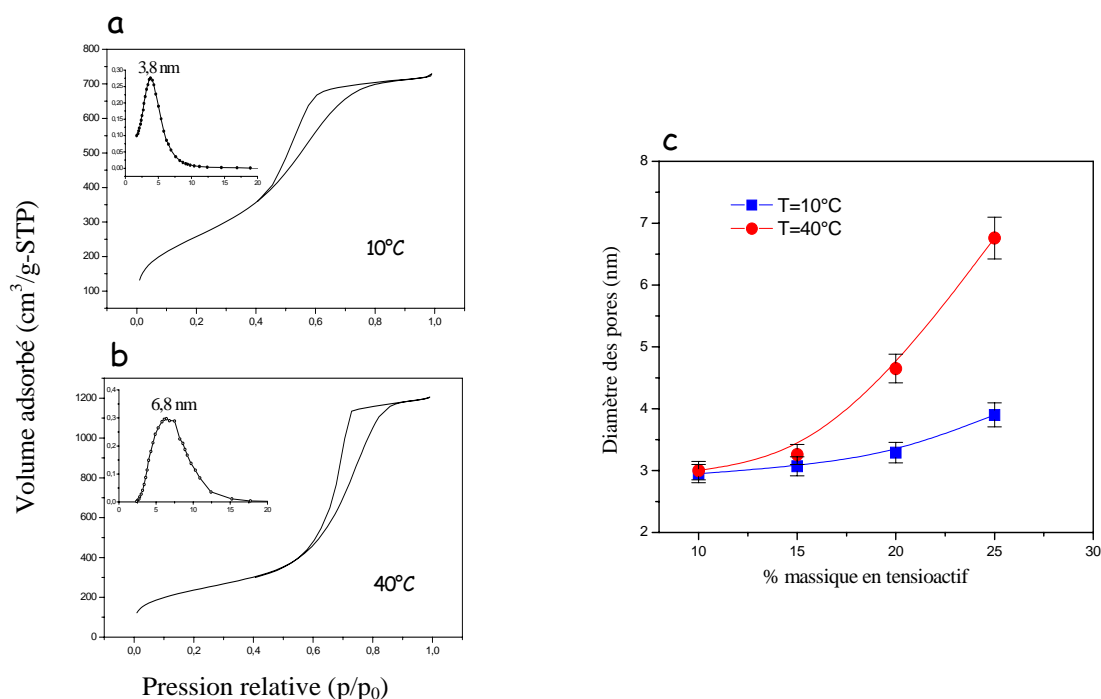 a
800
700
600
500
400
300
200
100
0,0 0,2 0,4 0,6 0,8 1,0
3,8 nm
0,30
0,25
0,20
0,15
0,10
0,05
0,00
0 5 10 15 20
10°C
Volume adsorbé (cm³/g-STP)
b
1200
1000
800
600
400
200
0
0,0 0,2 0,4 0,6 0,8 1,0
6,8 nm
0,4
0,3
0,2
0,1
0,0
0 5 10 15 20
40°C
Pression relative (p/p₀)
c
8
7
6
5
4
3
2
10 15 20 25 30
T=10°C
T=40°C
Diamètre des pores (nm)
% massique en tensioactif